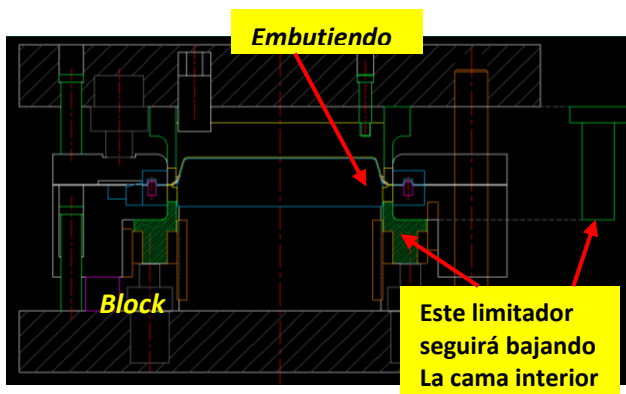 Embutiendo
Block
Este limitador
seguirá bajando
La cama interior